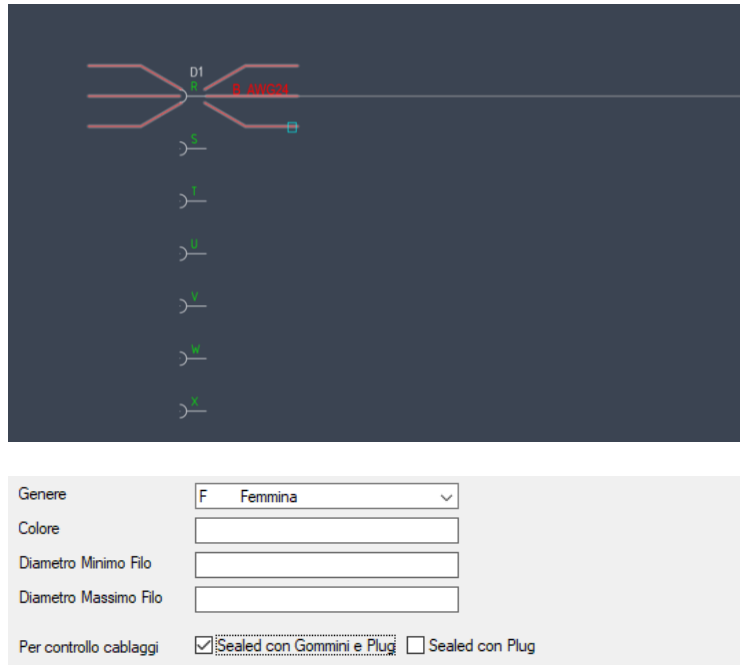 D1
R
B AWG24
S
T
U
V
W
X
Genere F Femmina
Colore
Diametro Minimo Filo
Diametro Massimo Filo
Per controllo cablaggi Sealed con Gommini e Plug Sealed con Plug